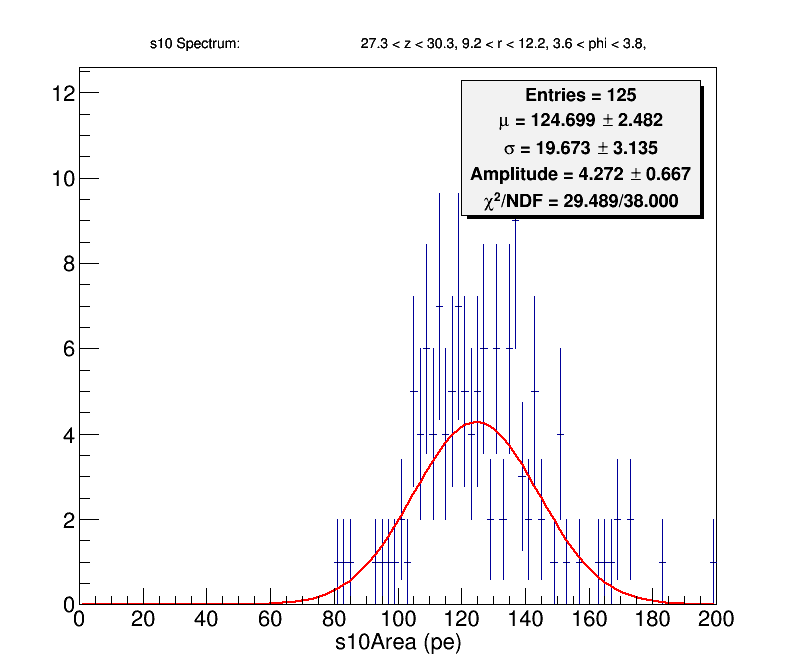 s10 Spectrum: 27.3 < z < 30.3, 9.2 < r < 12.2, 3.6 < phi < 3.8,
Entries = 125
μ = 124.699 ± 2.482
σ = 19.673 ± 3.135
Amplitude = 4.272 ± 0.667
χ²/NDF = 29.489/38.000
12
10
8
6
4
2
0
0 20 40 60 80 100 120 140 160 180 200
s10Area (pe)